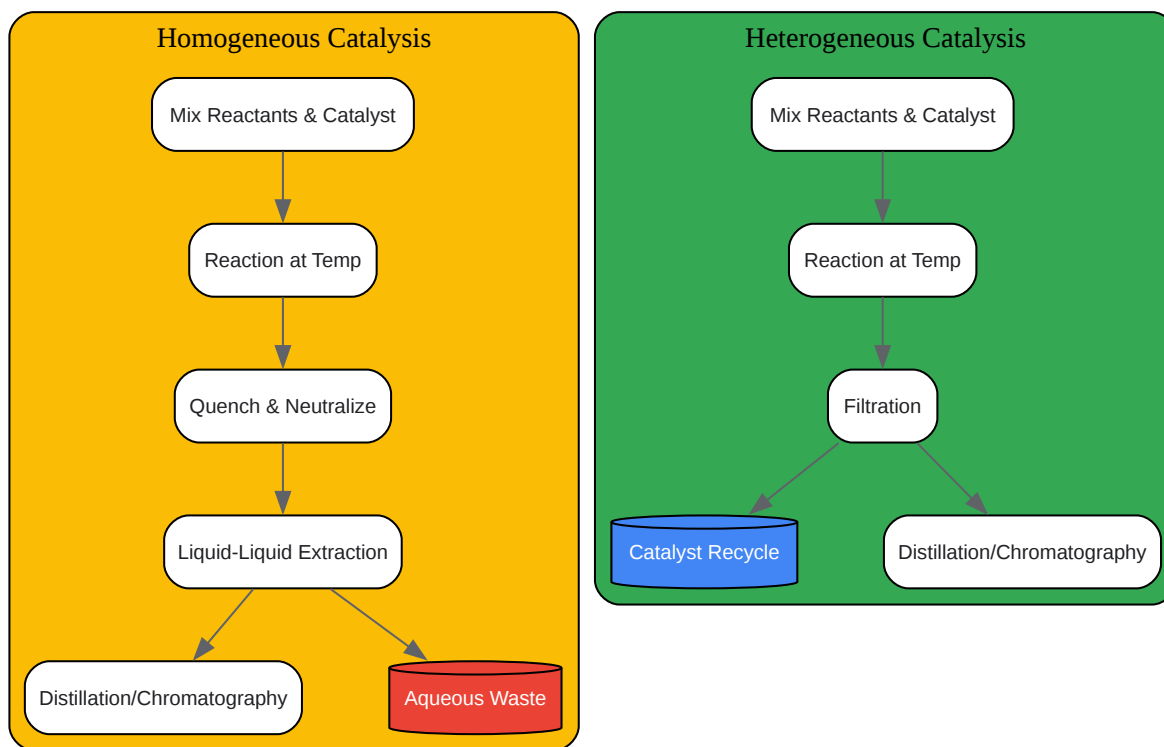 Homogeneous Catalysis
Mix Reactants & Catalyst
Reaction at Temp
Quench & Neutralize
Liquid-Liquid Extraction
Distillation/Chromatography
Aqueous Waste
Heterogeneous Catalysis
Mix Reactants & Catalyst
Reaction at Temp
Filtration
Catalyst Recycle
Distillation/Chromatography